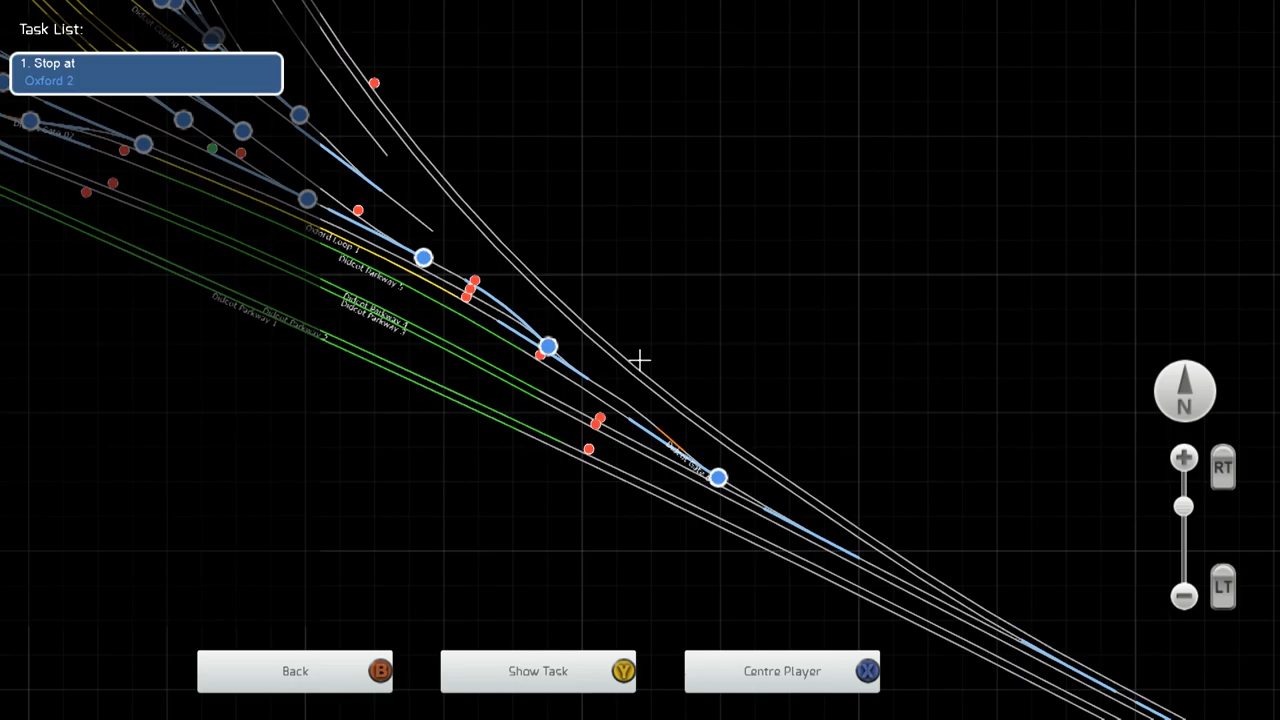 Task List:
1. Stop at
Oxford 2
Oxford Loop 1
Didcot Parkway 5
Didcot Parkway 4
Didcot Parkway 3
Didcot Parkway 1
Didcot Parkway 2
N
RT
LT
Back B
Show Task Y
Centre Player X